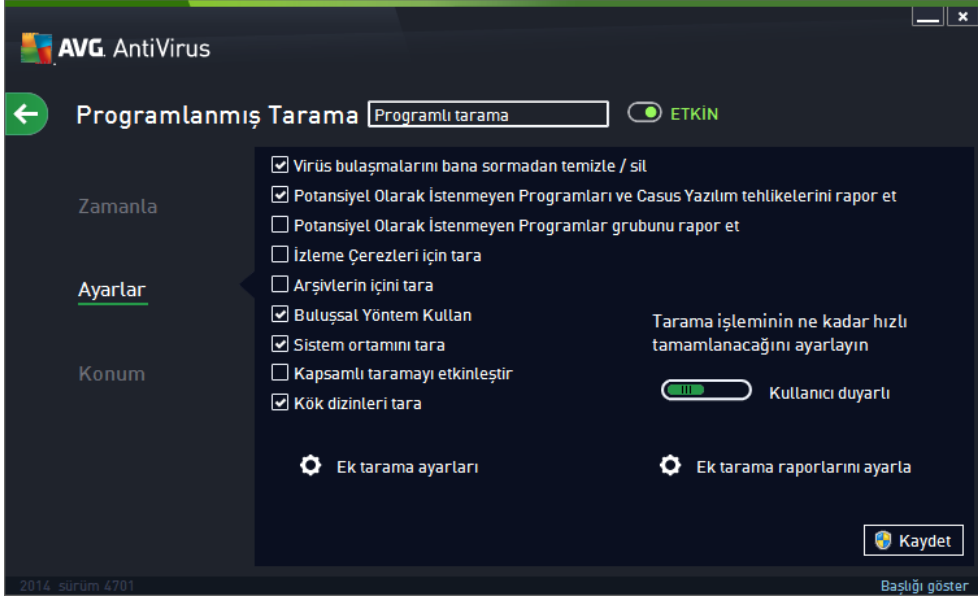 AVG. AntiVirus
Programlanmış Tarama Programlı tarama ETKİN
Zamanla
Ayarlar
Konum
Virüs bulaşmalarını bana sormadan temizle / sil
Potansiyel Olarak İstenmeyen Programları ve Casus Yazılım tehlikelerini rapor et
Potansiyel Olarak İstenmeyen Programlar grubunu rapor et
İzleme Çerezleri için tara
Arşivlerin içini tara
Buluşsal Yöntem Kullan
Sistem ortamını tara
Kapsamlı taramayı etkinleştir
Kök dizinleri tara
Tarama işleminin ne kadar hızlı
tamamlanacağını ayarlayın
Kullanıcı duyarlı
Ek tarama ayarları
Ek tarama raporlarını ayarla
Kaydet
2014 sürüm 4701
Başlığı göster